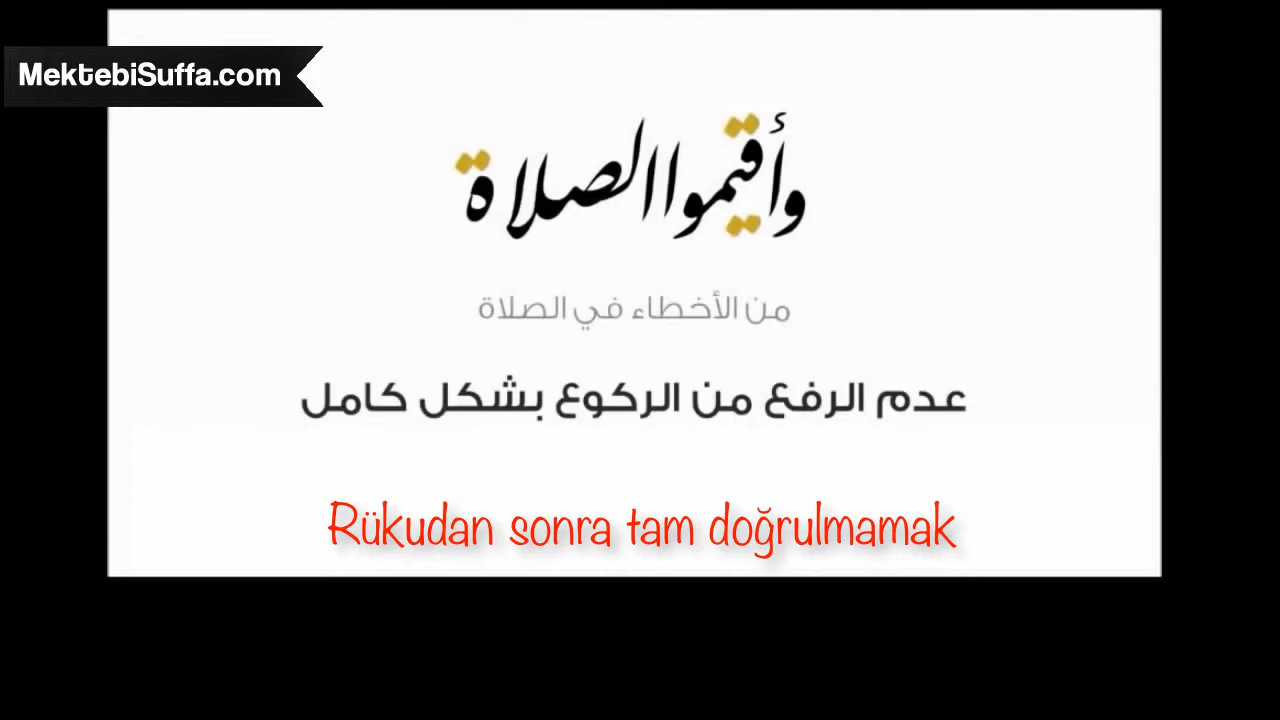 MektebiSuffa.com
وأقيموا الصلاة
من الأخطاء في الصلاة
عدم الرفع من الركوع بشكل كامل
Rükudan sonra tam doğrulmamak